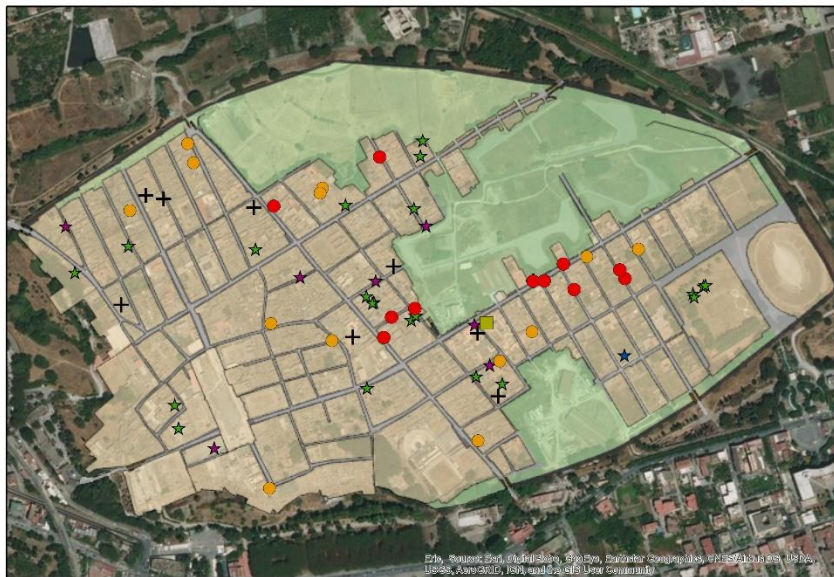 Esri, Source: Esri, DigitalGlobe, GeoEye, Earthstar Geographics, CNES/Airbus DS, USDA,
USGS, AeroGRID, IGN, and the GIS User Community